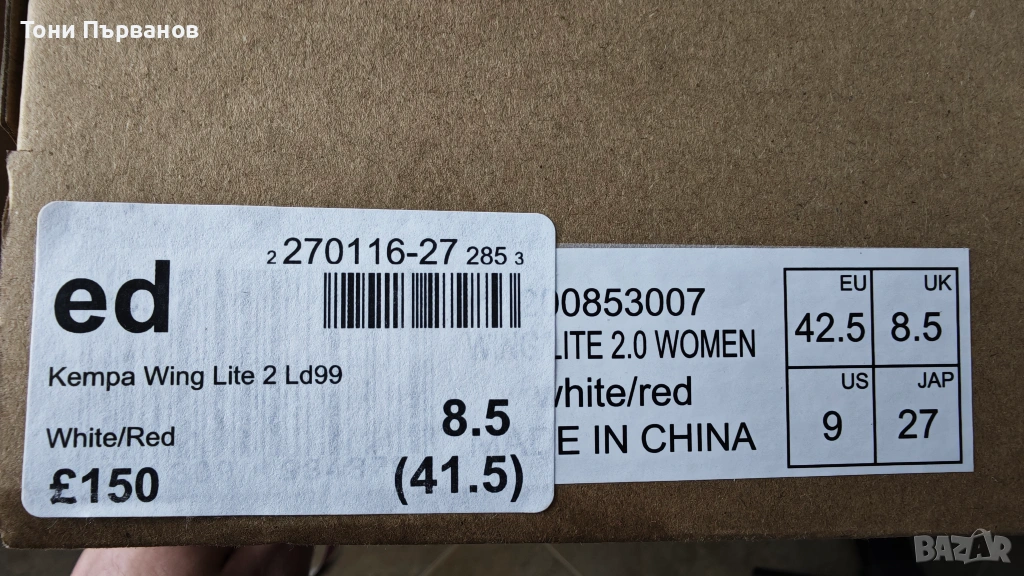 Тони Първанов
2 270116-27 285 3
ed
Kempa Wing Lite 2 Ld99
White/Red
8.5
£150
(41.5)
00853007
LITE 2.0 WOMEN
white/red
IN CHINA
EU
42.5
UK
8.5
US
9
JAP
27
BAZAR